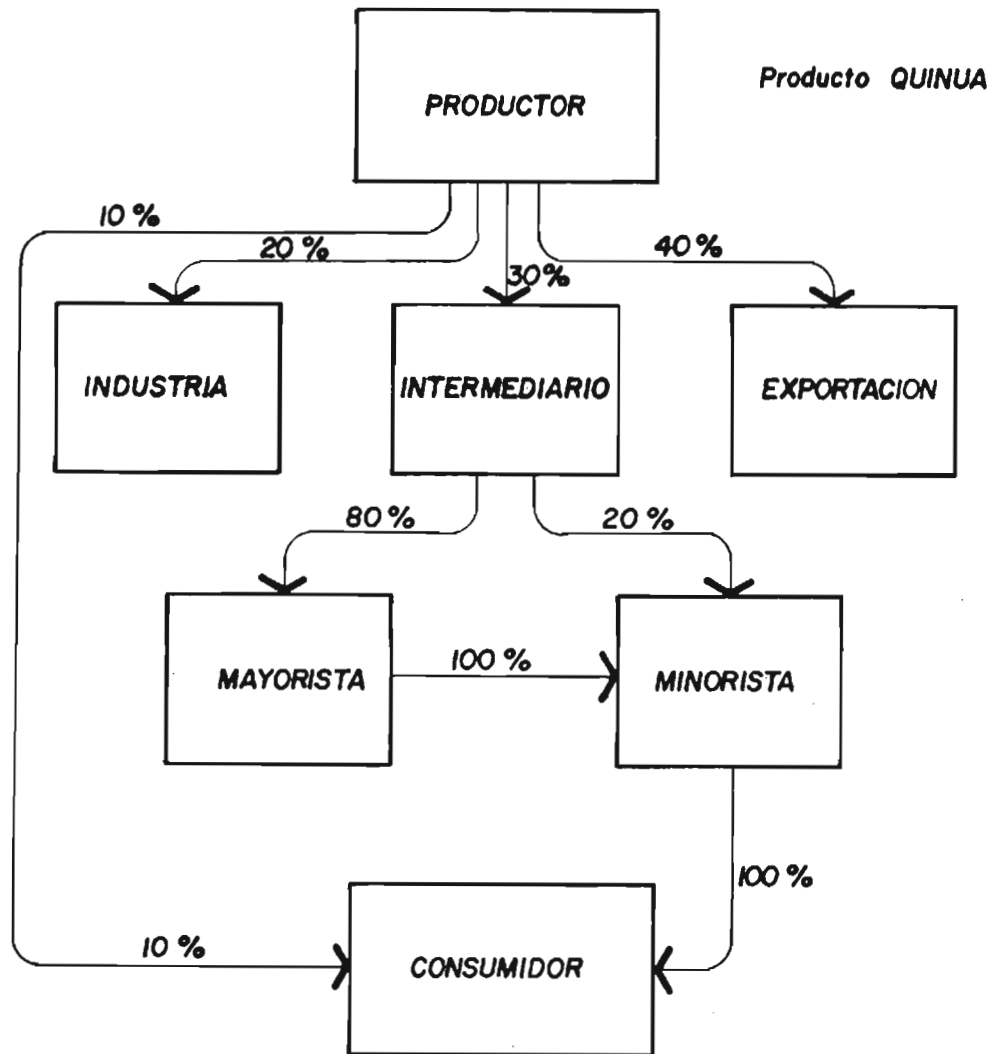 Producto QUINUA
PRODUCTOR
10 %
20 %
30%
40 %
INDUSTRIA
INTERMEDIARIO
EXPORTACION
80 %
20 %
MAYORISTA
100 %
MINORISTA
100 %
10 %
CONSUMIDOR